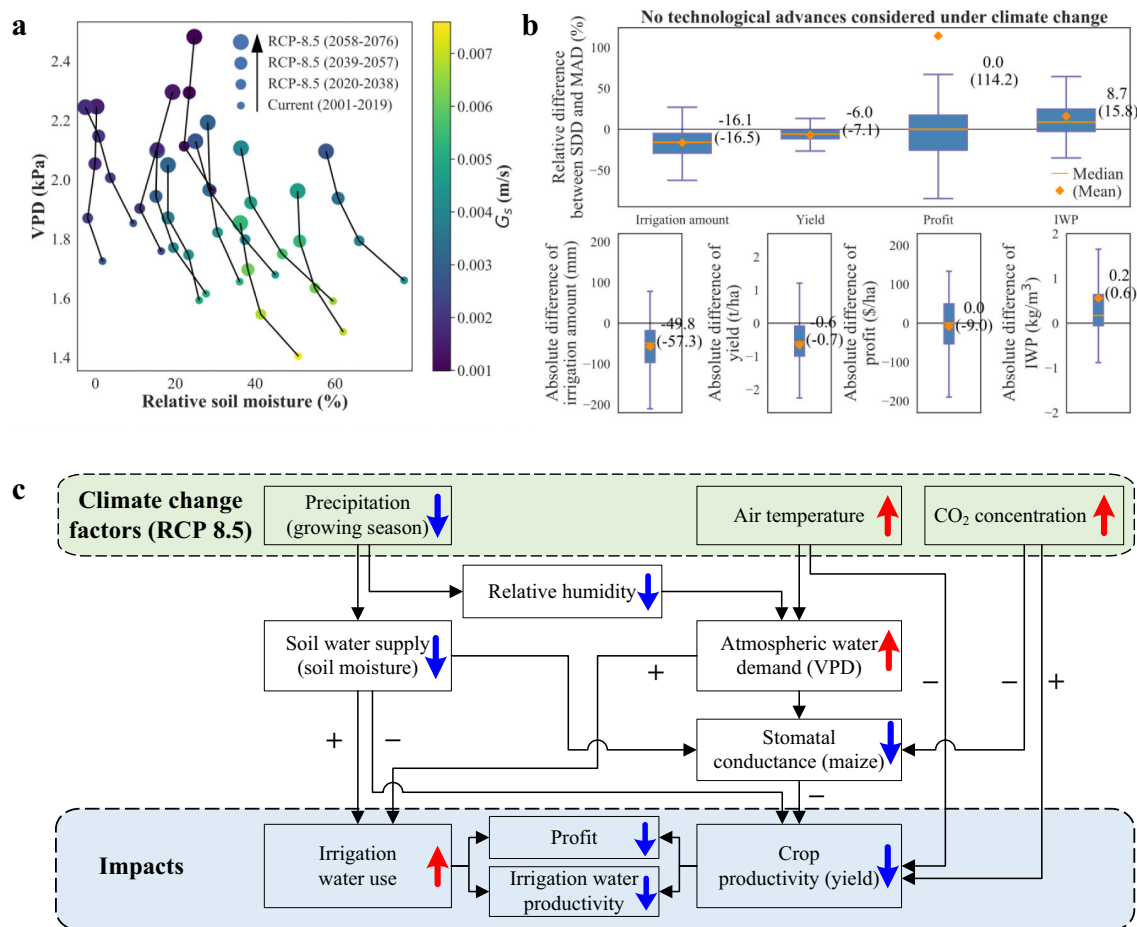 a
VPD (kPa)
2.4
2.2
2.0
1.8
1.6
1.4
0
20
40
60
Relative soil moisture (%)
RCP-8.5 (2058-2076)
RCP-8.5 (2039-2057)
RCP-8.5 (2020-2038)
Current (2001-2019)
0.007
0.006
0.005
0.004
0.003
0.002
0.001
Gs (m/s)
b
No technological advances considered under climate change
Relative difference
between SDD and MAD (%)
100
50
0
−50
-16.1
(-16.5)
-6.0
(-7.1)
0.0
(114.2)
8.7
(15.8)
Median
(Mean)
Irrigation amount
Yield
Profit
IWP
Absolute difference of
irrigation amount (mm)
200
100
0
−100
−200
-49.8
(-57.3)
Absolute difference of
yield (t/ha)
2
1
0
−1
−2
-0.6
(-0.7)
Absolute difference of
profit ($/ha)
200
100
0
−100
−200
0.0
(-9.0)
Absolute difference of
IWP (kg/m³)
2
1
0
−1
−2
0.2
(0.6)
c
Climate change
factors (RCP 8.5)
Precipitation
(growing season)
Air temperature
CO₂ concentration
Relative humidity
Soil water supply
(soil moisture)
Atmospheric water
demand (VPD)
+
−
−
+
Stomatal
conductance (maize)
+
−
−
Impacts
Irrigation
water use
Profit
Irrigation water
productivity
Crop
productivity (yield)